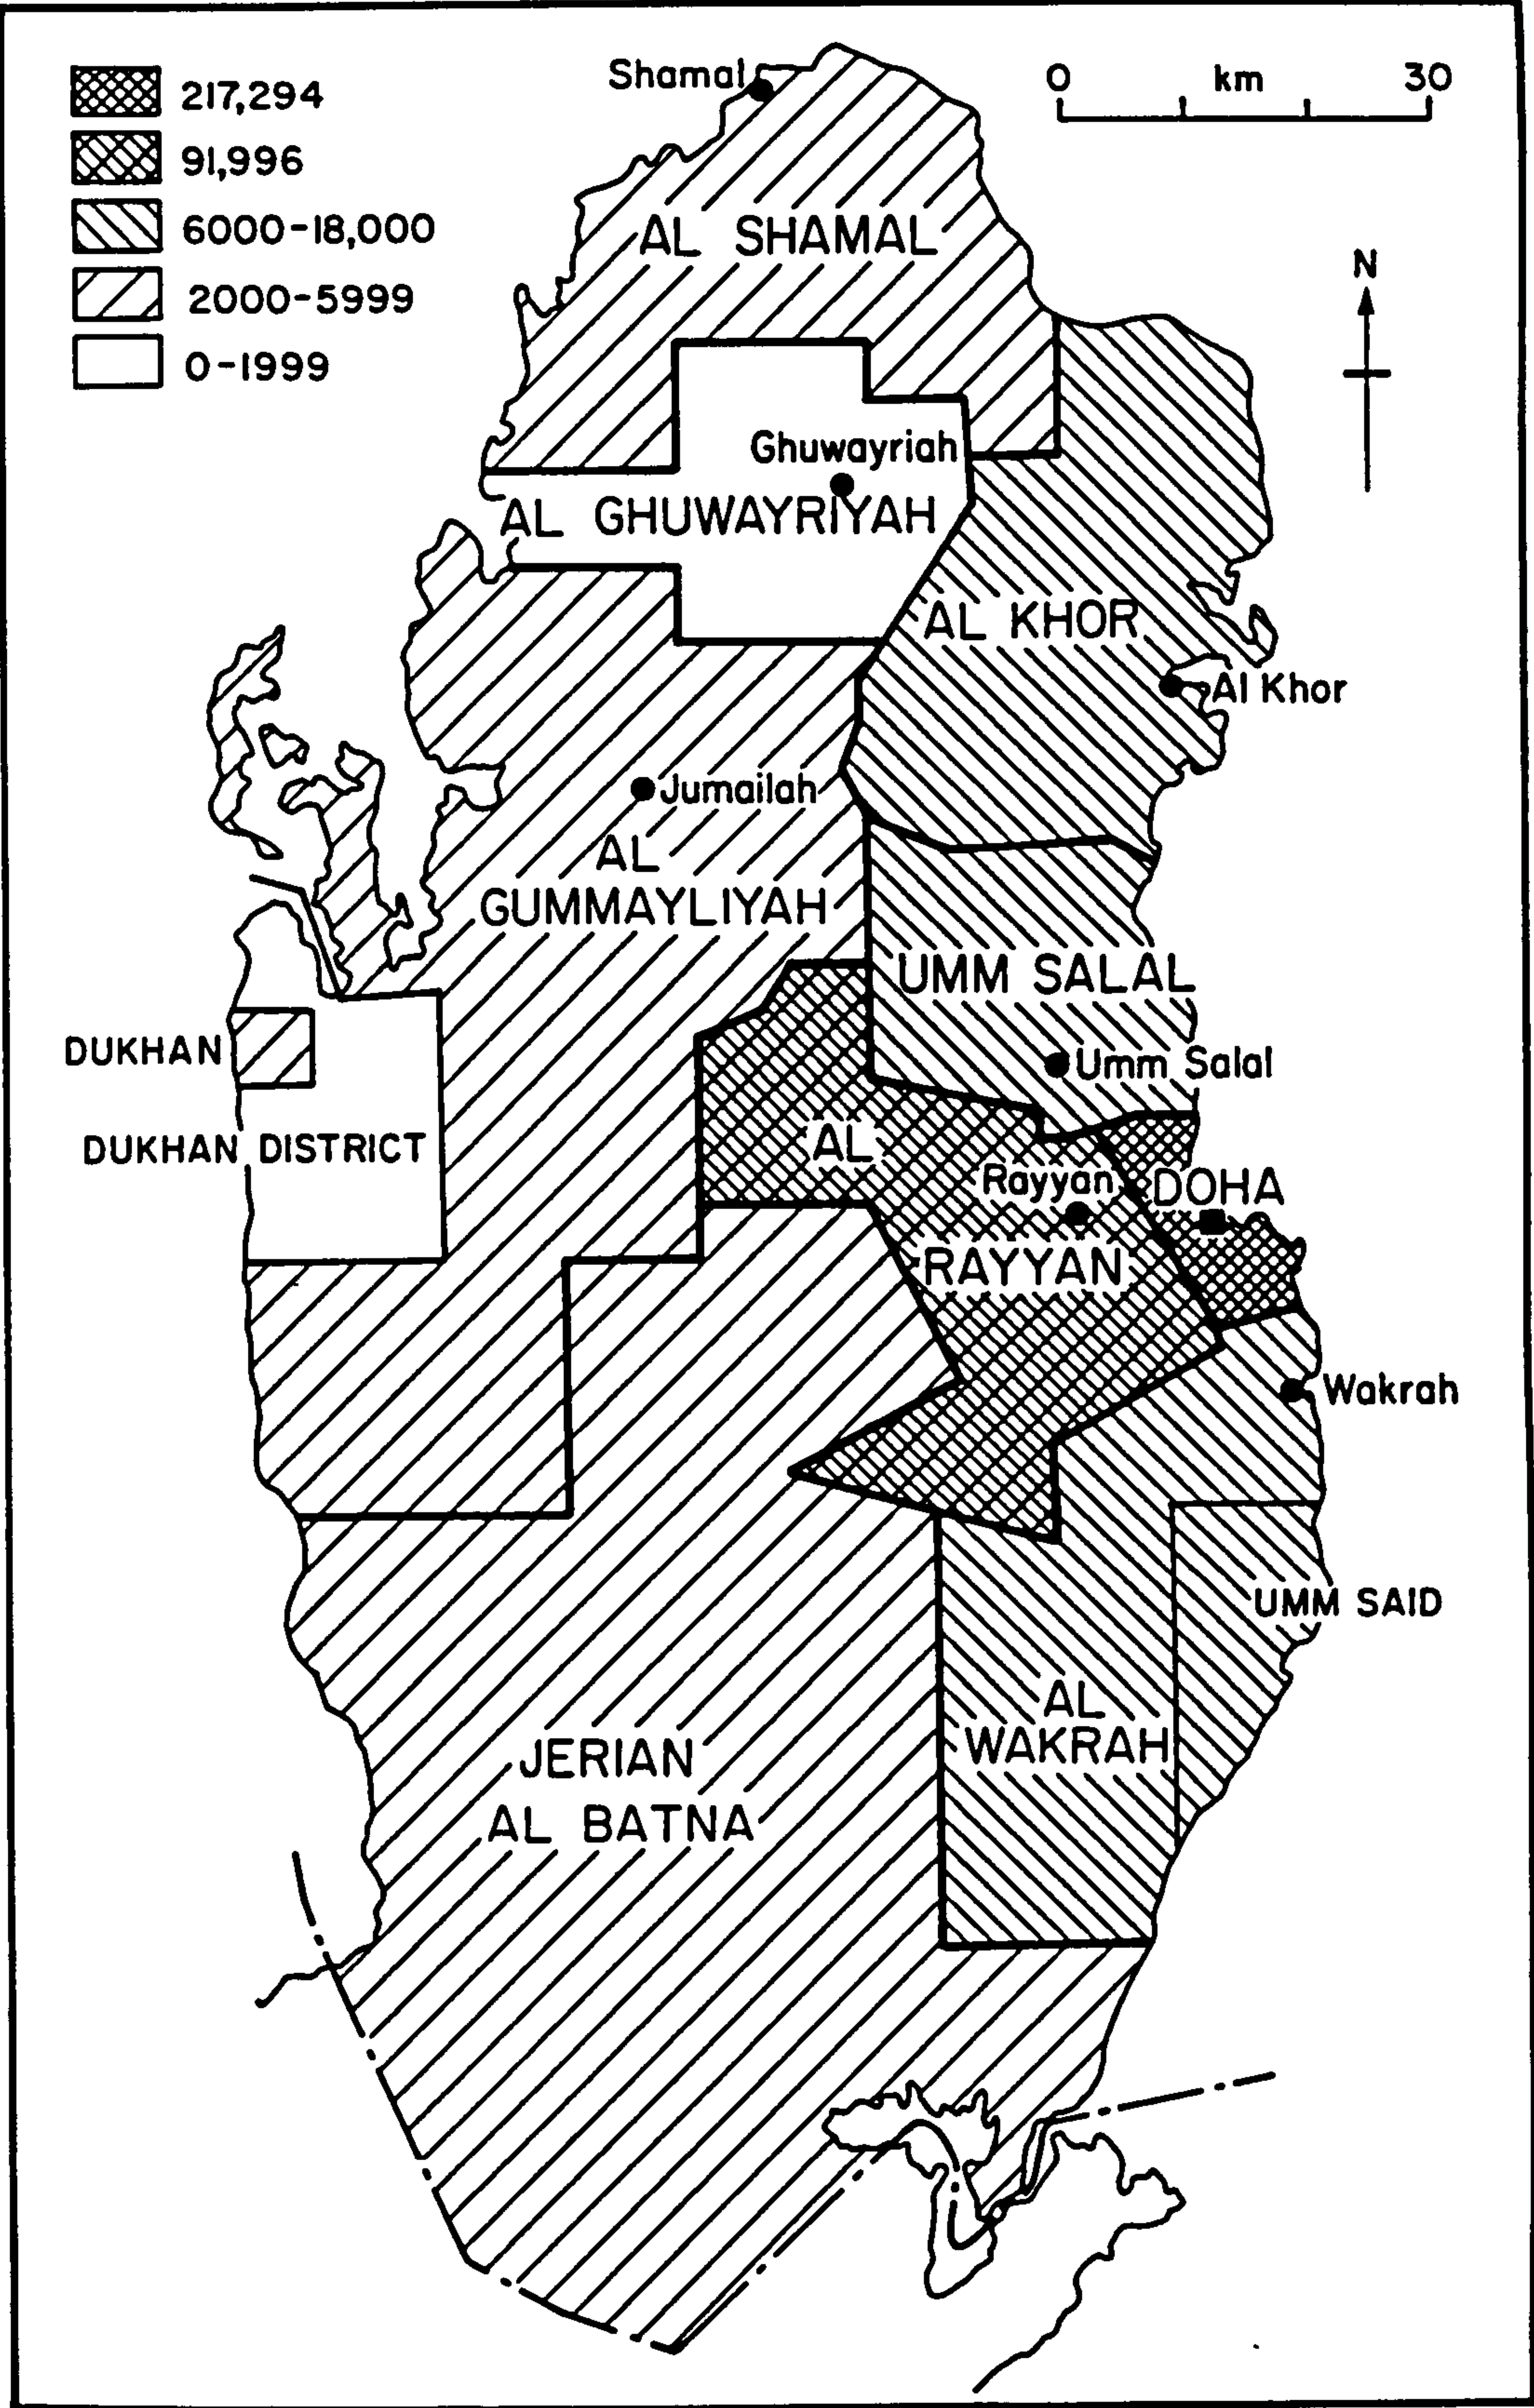 217,294
91,996
6000-18,000
2000-5999
0-1999
Shamal
0 km 30
N
AL SHAMAL
Ghuwayriah
AL GHUWAYRIYAH
AL KHOR
Al Khor
Jumailah
AL
GUMMAYLIYAH
UMM SALAL
Umm Salal
DUKHAN
DUKHAN DISTRICT
AL
RAYYAN
Rayyan
DOHA
Wakrah
UMM SAID
AL
WAKRAH
JERIAN
AL BATNA